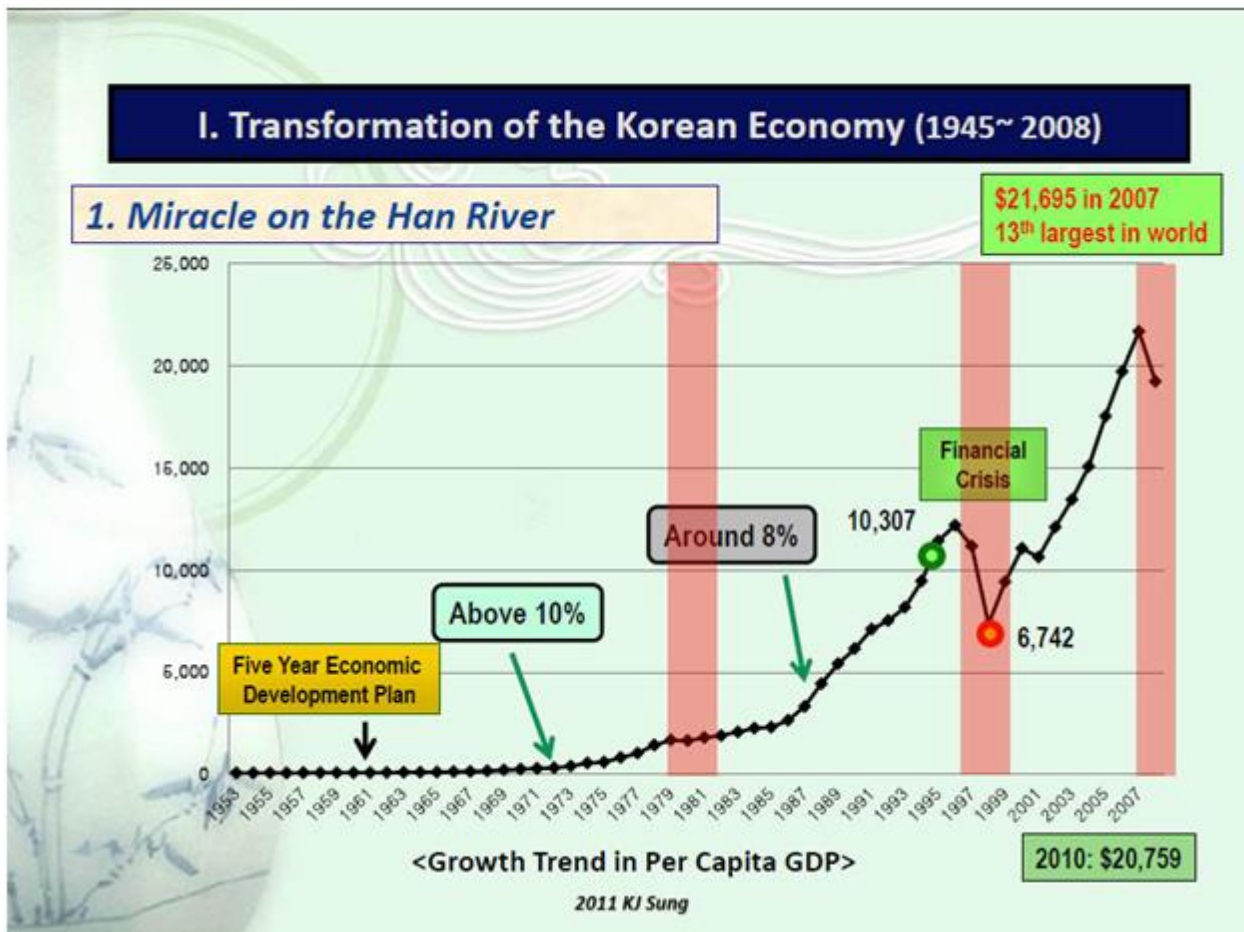 I. Transformation of the Korean Economy (1945~ 2008)
1. Miracle on the Han River
$21,695 in 2007
13th largest in world
25,000
20,000
15,000
10,000
5,000
0
Financial
Crisis
10,307
Around 8%
Above 10%
6,742
Five Year Economic
Development Plan
1953 1955 1957 1959 1961 1963 1965 1967 1969 1971 1973 1975 1977 1979 1981 1983 1985 1987 1989 1991 1993 1995 1997 1999 2001 2003 2005 2007
<Growth Trend in Per Capita GDP>
2010: $20,759
2011 KJ Sung